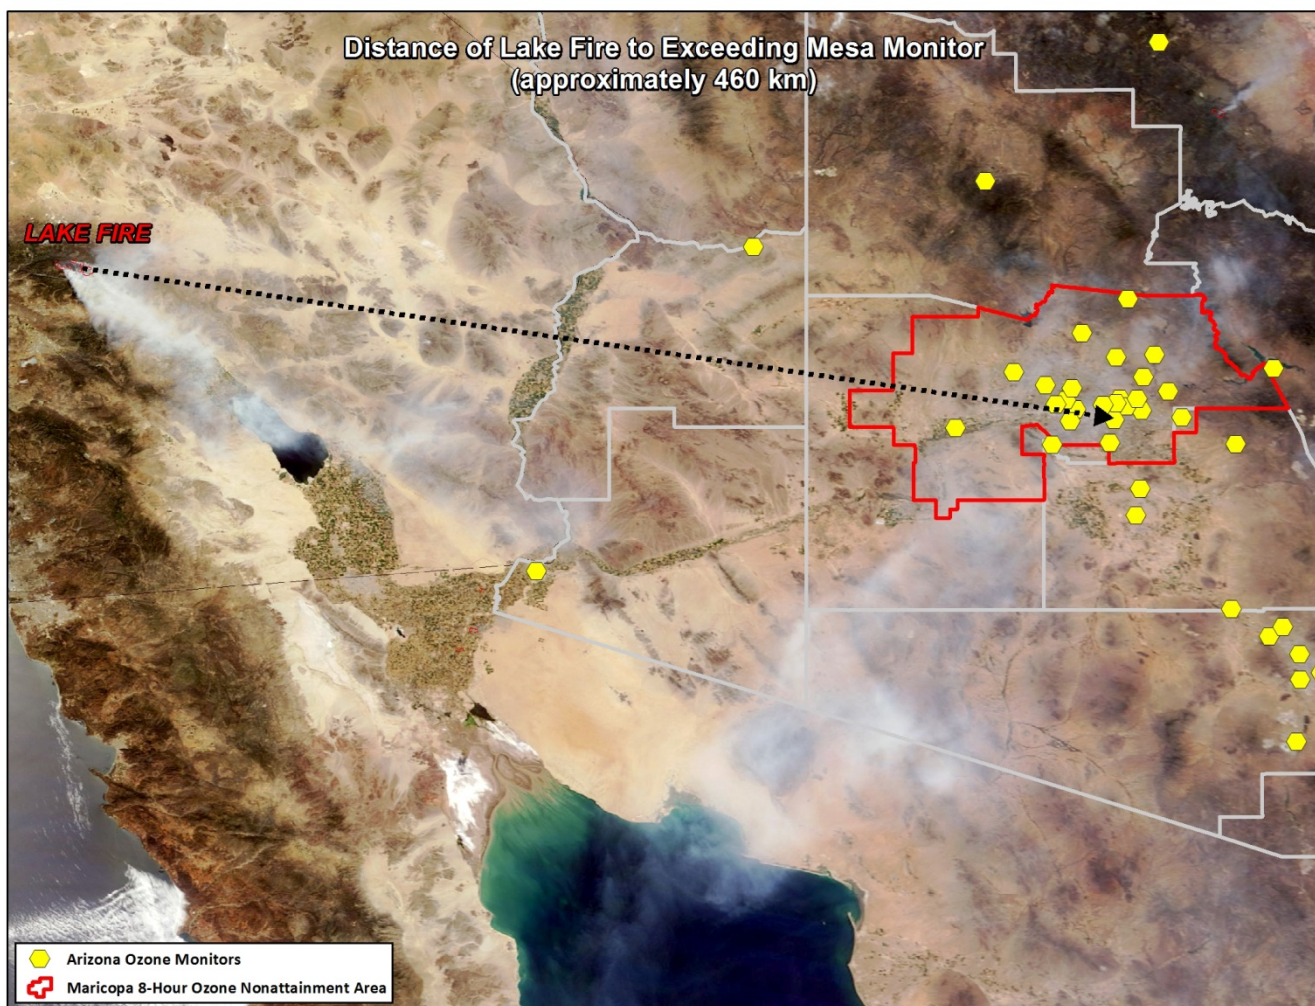 Distance of Lake Fire to Exceeding Mesa Monitor
(approximately 460 km)
LAKE FIRE
Arizona Ozone Monitors
Maricopa 8-Hour Ozone Nonattainment Area